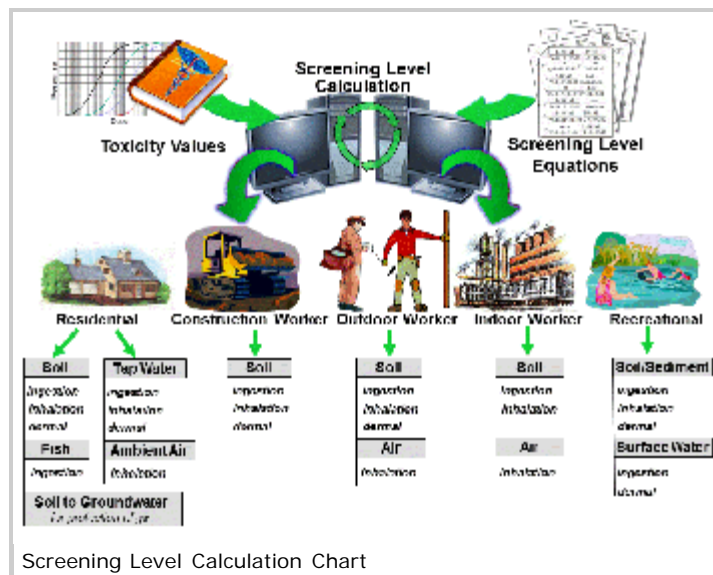 Screening Level
Calculation
Toxicity Values
Screening Level
Equations
Residential
Construction Worker
Outdoor Worker
Indoor Worker
Recreational
Soil
ingestion
inhalation
dermal
Fish
ingestion
Tap Water
ingestion
inhalation
dermal
Ambient Air
inhalation
Soil to Groundwater
for protection of
Soil
ingestion
inhalation
dermal
Soil
ingestion
inhalation
dermal
Air
inhalation
Soil
ingestion
inhalation
Air
inhalation
Soil/Sediment
ingestion
inhalation
dermal
Surface Water
ingestion
dermal
Screening Level Calculation Chart